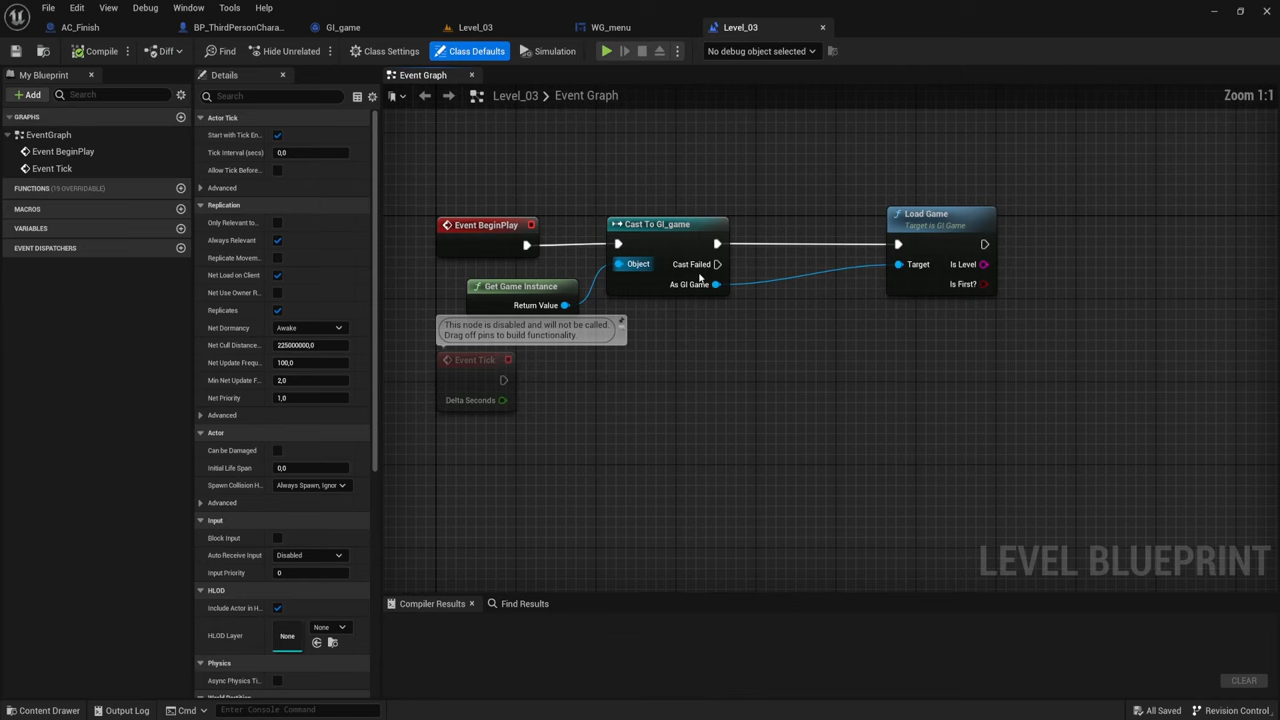 File Edit View Debug Window Tools Help
AC_Finish
BP_ThirdPersonChara...
GI_game
Level_03
WG_menu
Level_03
Compile
Diff
Find
Hide Unrelated
Class Settings
Class Defaults
Simulation
No debug object selected
My Blueprint
Details
Event Graph
Add
Search
Search
Level_03 > Event Graph
Zoom 1:1
GRAPHS
EventGraph
Event BeginPlay
Event Tick
FUNCTIONS (19 OVERRIDABLE)
MACROS
VARIABLES
EVENT DISPATCHERS
Actor Tick
Start with Tick En...
Tick Interval (secs) 0,0
Allow Tick Before...
Advanced
Replication
Only Relevant to...
Always Relevant
Replicate Movem...
Net Load on Client
Net Use Owner R...
Replicates
Net Dormancy Awake
Net Cull Distanc... 225000000,0
Net Update Frequ... 100,0
Min Net Update F... 2,0
Net Priority 1,0
Advanced
Actor
Can be Damaged
Initial Life Span 0,0
Spawn Collision H... Always Spawn, Ignor
Advanced
Input
Block Input
Auto Receive Input Disabled
Input Priority 0
HLOD
Include Actor in H...
HLOD Layer
None
None
Physics
Async Physics Ti...
World Partition
Event BeginPlay
Cast To GI_game
Object
Cast Failed
As GI Game
Load Game
Target is GI Game
Target
Is Level
Is First?
Get Game Instance
Return Value
This node is disabled and will not be called.
Drag off pins to build functionality.
Event Tick
Delta Seconds
LEVEL BLUEPRINT
Compiler Results
Find Results
CLEAR
Content Drawer
Output Log
Cmd
Enter Console Command
All Saved
Revision Control